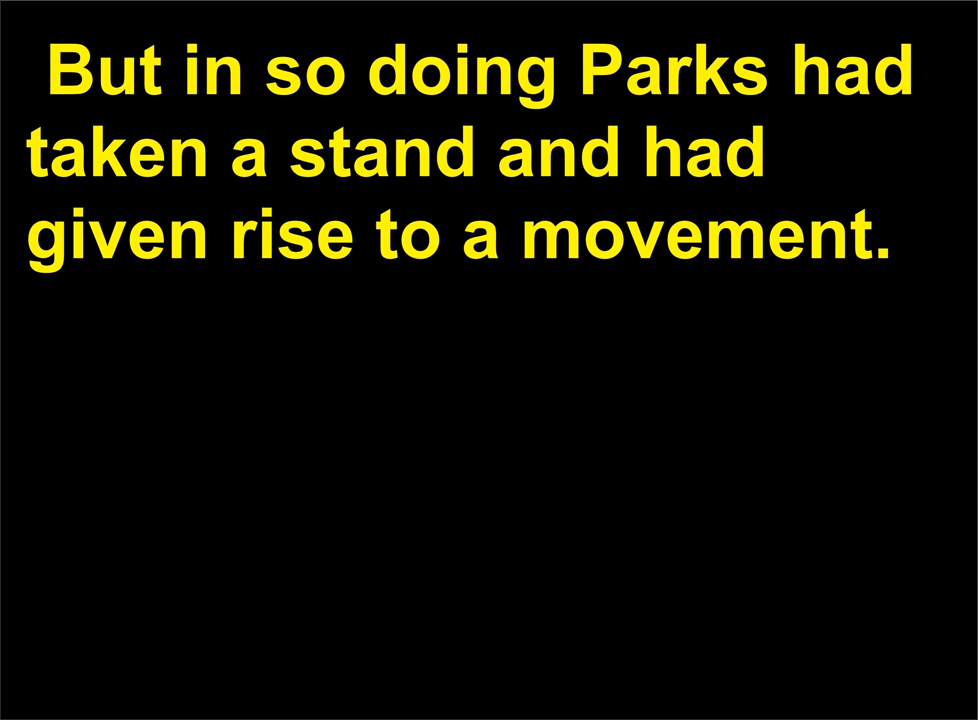 But in so doing Parks had
taken a stand and had
given rise to a movement.